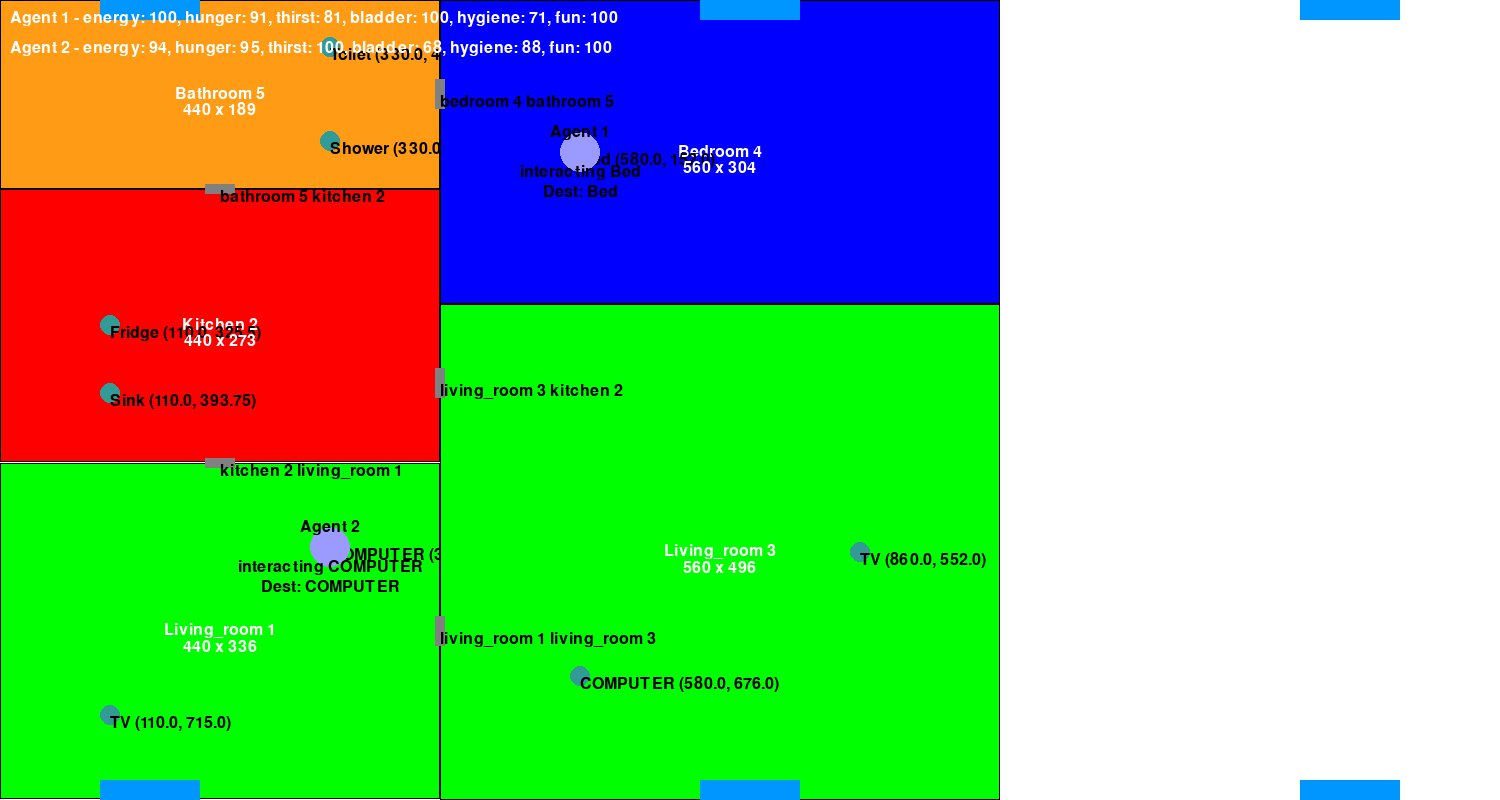 Agent 1 - energy: 100, hunger: 91, thirst: 81, bladder: 100, hygiene: 71, fun: 100
Agent 2 - energy: 94, hunger: 95, thirst: 100, bladder: 68, hygiene: 88, fun: 100
Toilet (330.0, 4
Bathroom 5
440 x 189
bedroom 4 bathroom 5
Agent 1
Shower (330.0
Bedroom 4
560 x 304
(580.0,
interacting Bed
Dest: Bed
bathroom 5 kitchen 2
Kitchen 2
440 x 273
Fridge (110.0,
Sink (110.0, 393.75)
living_room 3 kitchen 2
kitchen 2 living_room 1
Agent 2
COMPUTER (3
interacting COMPUTER
Dest: COMPUTER
Living_room 3
560 x 496
TV (860.0, 552.0)
Living_room 1
440 x 336
living_room 1 living_room 3
COMPUTER (580.0, 676.0)
TV (110.0, 715.0)